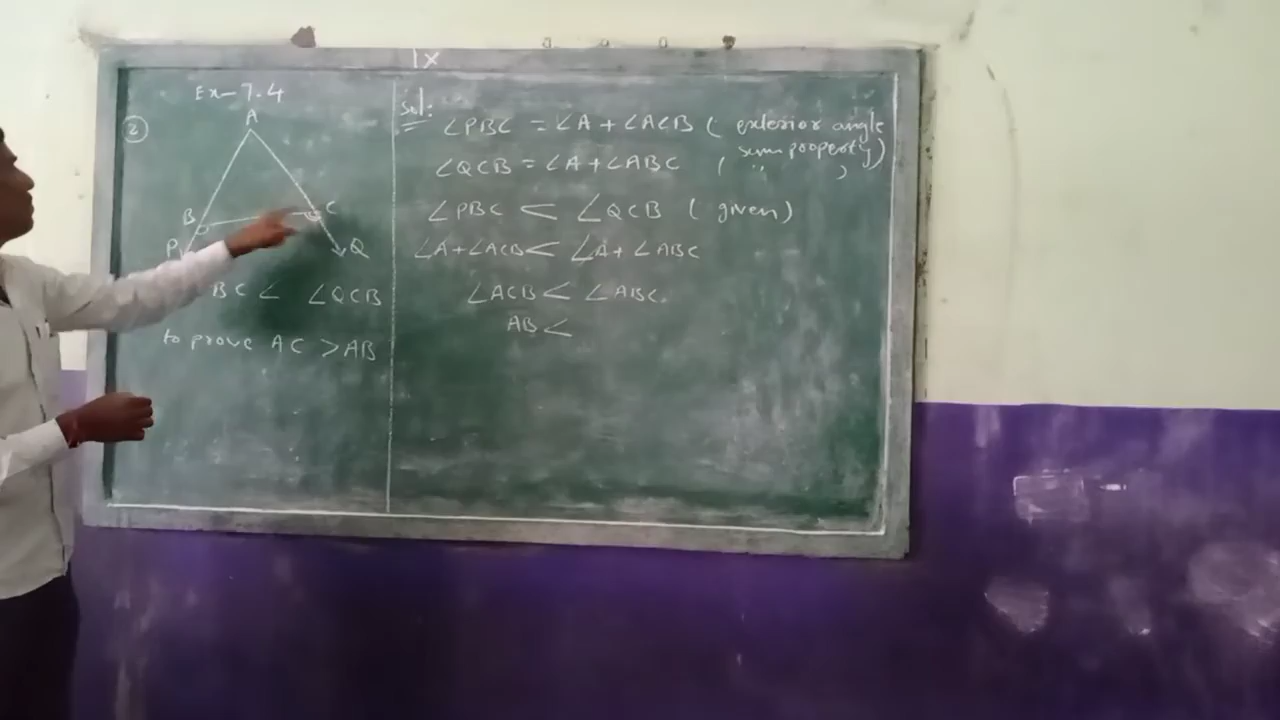 IX
Ex-7.4
2
A
B
C
P
Q
BC < ∠QCB
to prove AC > AB
Sol:
∠PBC = ∠A + ∠ACB ( exterior angle
sum property)
∠QCB = ∠A + ∠ABC ( " , )
∠PBC < ∠QCB ( given)
∠A + ∠ACB < ∠A + ∠ABC
∠ACB < ∠ABC.
AB <